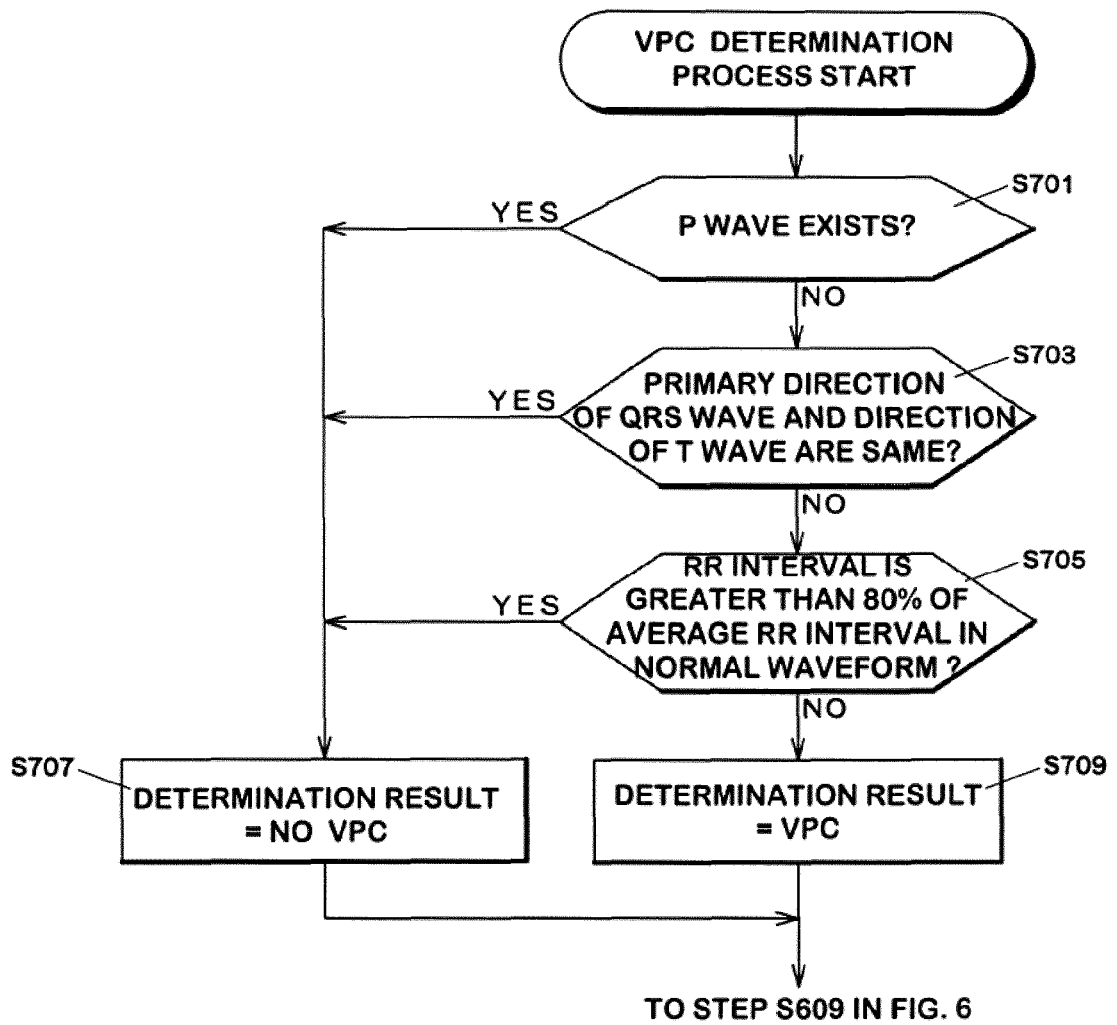 VPC DETERMINATION
PROCESS START
S701
YES
P WAVE EXISTS?
NO
S703
YES
PRIMARY DIRECTION
OF QRS WAVE AND DIRECTION
OF T WAVE ARE SAME?
NO
S705
YES
RR INTERVAL IS
GREATER THAN 80% OF
AVERAGE RR INTERVAL IN
NORMAL WAVEFORM ?
NO
S707
DETERMINATION RESULT
= NO VPC
S709
DETERMINATION RESULT
= VPC
TO STEP S609 IN FIG. 6